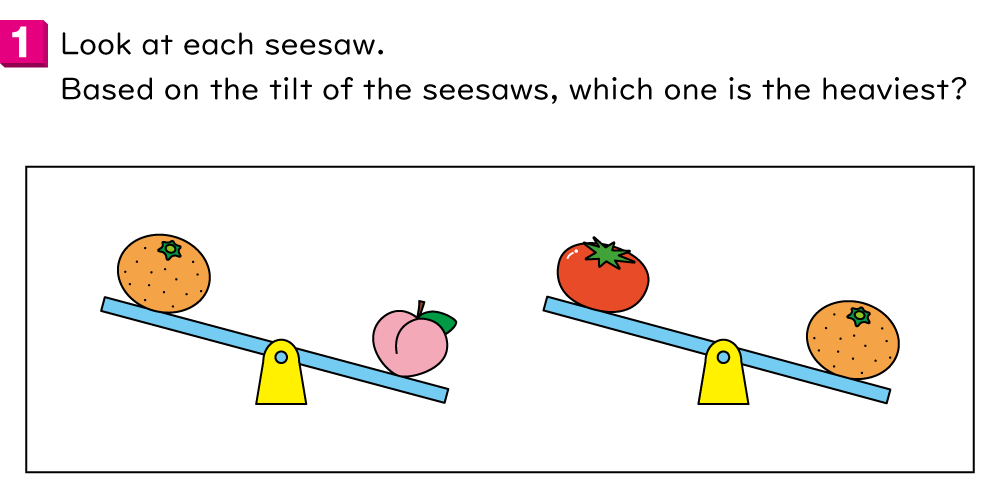 1 Look at each seesaw.
Based on the tilt of the seesaws, which one is the heaviest?